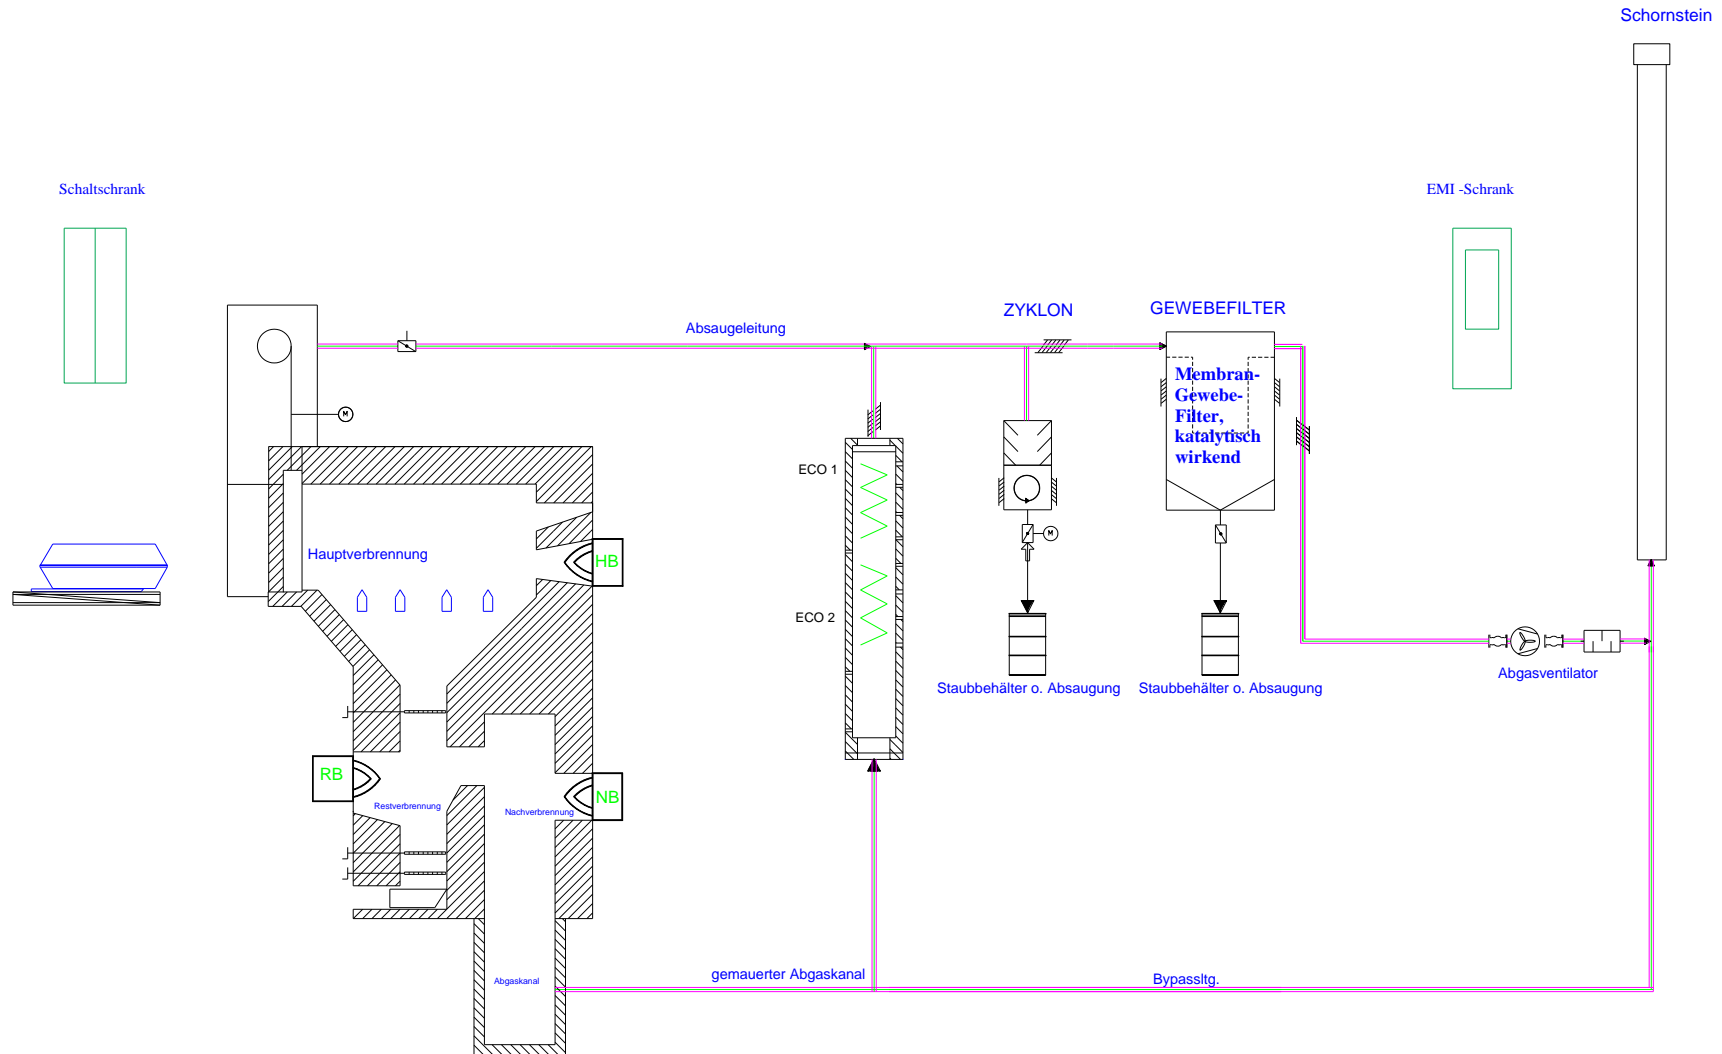 Schornstein
Schaltschrank
EMI -Schrank
ZYKLON
GEWEBEFILTER
Absaugeleitung
Membran-
Gewebe-
Filter,
katalytisch
wirkend
M
ECO 1
Hauptverbrennung
HB
M
ECO 2
Staubbehälter o. Absaugung
Staubbehälter o. Absaugung
Abgasventilator
RB
Restverbrennung
Nachverbrennung
NB
Abgaskanal
gemauerter Abgaskanal
Bypassltg.